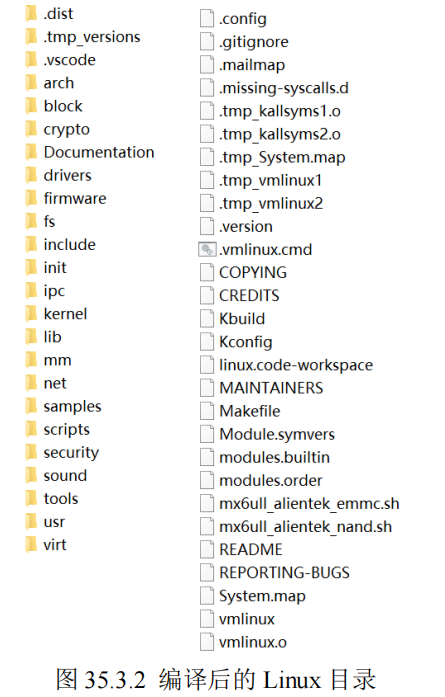 .dist
.tmp_versions
.vscode
arch
block
crypto
Documentation
drivers
firmware
fs
include
init
ipc
kernel
lib
mm
net
samples
scripts
security
sound
tools
usr
virt
.config
.gitignore
.mailmap
.missing-syscalls.d
.tmp_kallsyms1.o
.tmp_kallsyms2.o
.tmp_System.map
.tmp_vmlinux1
.tmp_vmlinux2
.version
.vmlinux.cmd
COPYING
CREDITS
Kbuild
Kconfig
linux.code-workspace
MAINTAINERS
Makefile
Module.symvers
modules.builtin
modules.order
mx6ull_alientek_emmc.sh
mx6ull_alientek_nand.sh
README
REPORTING-BUGS
System.map
vmlinux
vmlinux.o
图 35.3.2 编译后的 Linux 目录